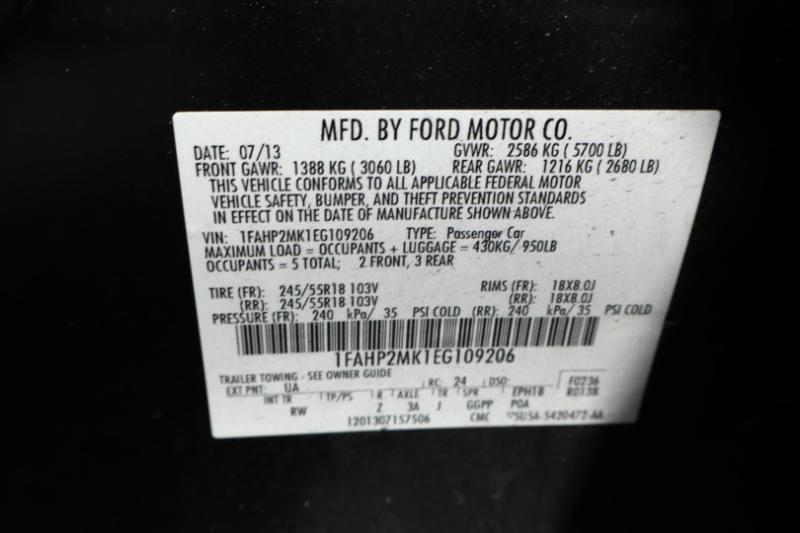 MFD. BY FORD MOTOR CO.
DATE: 07/13 GVWR: 2586 KG ( 5700 LB)
FRONT GAWR: 1388 KG ( 3060 LB) REAR GAWR: 1216 KG ( 2680 LB)
THIS VEHICLE CONFORMS TO ALL APPLICABLE FEDERAL MOTOR
VEHICLE SAFETY, BUMPER, AND THEFT PREVENTION STANDARDS
IN EFFECT ON THE DATE OF MANUFACTURE SHOWN ABOVE.
VIN: 1FAHP2MK1EG109206 TYPE: Passenger Car
MAXIMUM LOAD = OCCUPANTS + LUGGAGE = 430KG/ 950LB
OCCUPANTS = 5 TOTAL; 2 FRONT, 3 REAR
TIRE (FR): 245/55R18 103V RIMS (FR): 18X8.0J
(RR): 245/55R18 103V (RR): 18X8.0J
PRESSURE (FR): 240 kPa/ 35 PSI COLD (RR): 240 kPa/ 35 PSI COLD
1FAHP2MK1EG109206
TRAILER TOWING - SEE OWNER GUIDE
EXT PNT: UA RC: 24 DSO: F0236
INT TR TP/PS R AXLE TR SPR EPH18 R0138
RW Z 3A J GGPP PGA
1201307157506 CMC